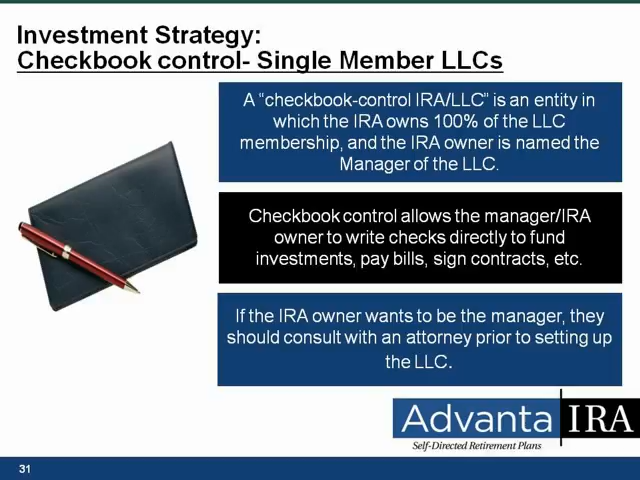 Investment Strategy:
Checkbook control- Single Member LLCs
A “checkbook-control IRA/LLC” is an entity in
which the IRA owns 100% of the LLC
membership, and the IRA owner is named the
Manager of the LLC.
Checkbook control allows the manager/IRA
owner to write checks directly to fund
investments, pay bills, sign contracts, etc.
If the IRA owner wants to be the manager, they
should consult with an attorney prior to setting up
the LLC.
Advanta IRA
Self-Directed Retirement Plans
31